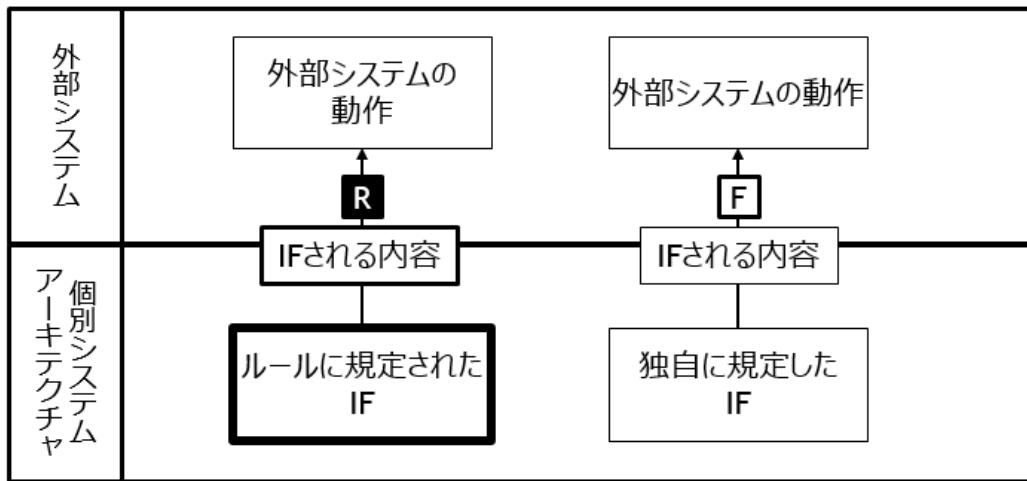 外部システム
外部システムの
動作
外部システムの動作
R
F
IFされる内容
IFされる内容
個別システム
アーキテクチャ
ルールに規定された
IF
独自に規定した
IF